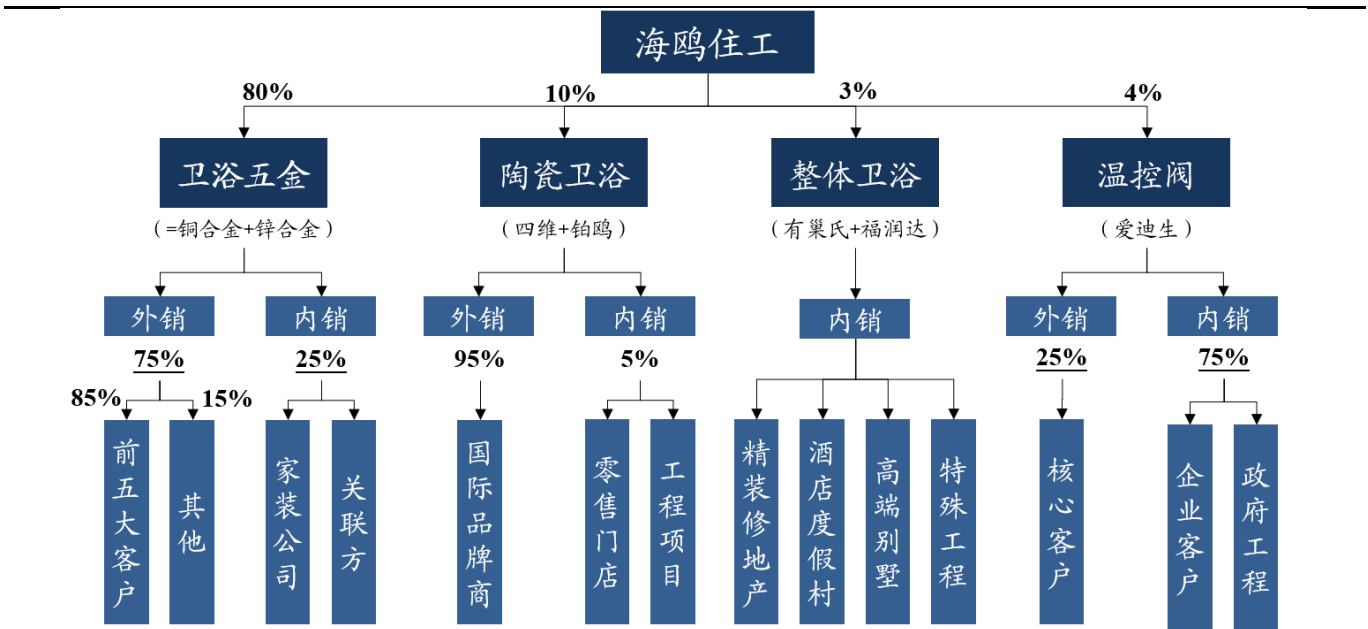 海鸥住工
80%
10%
3%
4%
卫浴五金
陶瓷卫浴
整体卫浴
温控阀
（=铜合金+锌合金）
（四维+铂鸥）
（有巢氏+福润达）
（爱迪生）
外销
内销
外销
内销
内销
外销
内销
75%
25%
95%
5%
25%
75%
85%
15%
前五大客户
其他
家装公司
关联方
国际品牌商
零售门店
工程项目
精装修地产
酒店度假村
高端别墅
特殊工程
核心客户
企业客户
政府工程